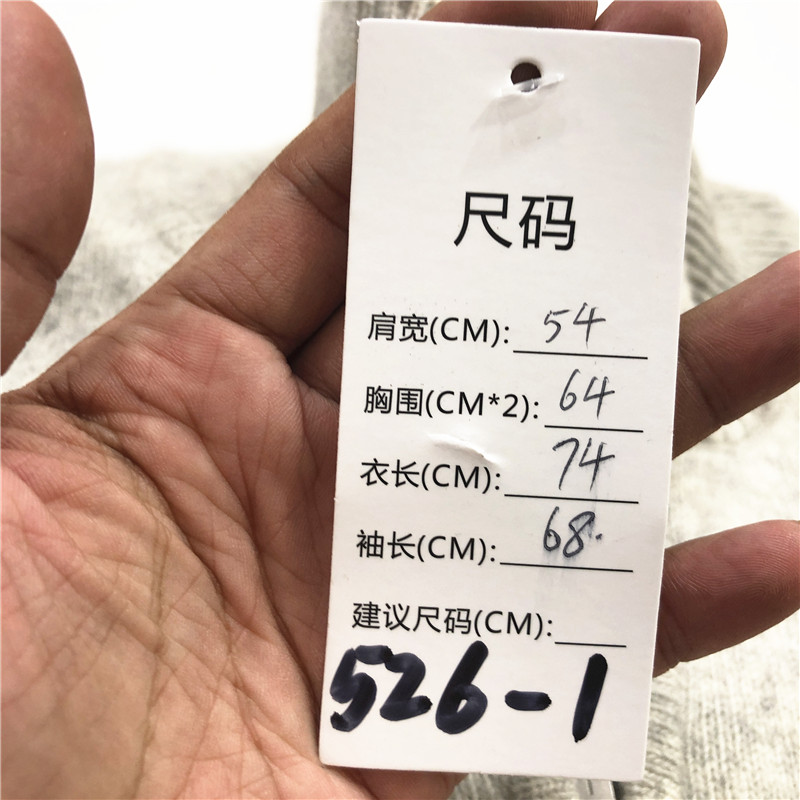 尺码
肩宽(CM): 54
胸围(CM*2): 64
衣长(CM): 74
袖长(CM): 68.
建议尺码(CM):
526-1